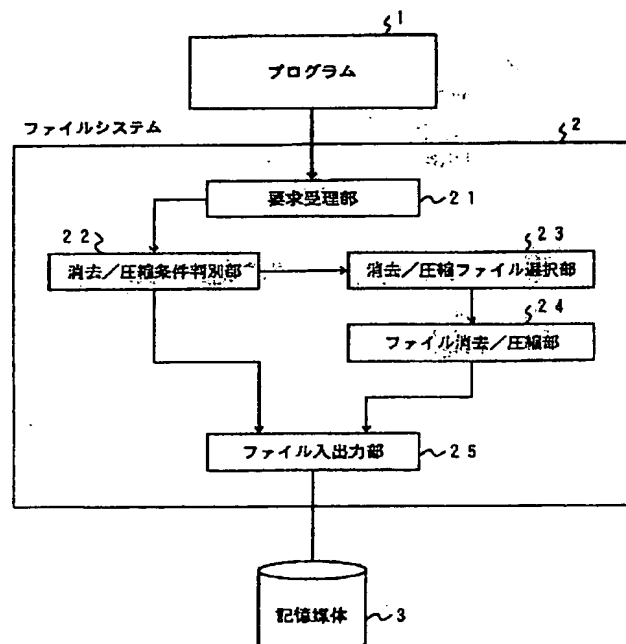 1
プログラム
ファイルシステム
2
要求受理部
21
22
消去/圧縮条件判別部
23
消去/圧縮ファイル選択部
24
ファイル消去/圧縮部
ファイル入出力部
25
記憶媒体
3